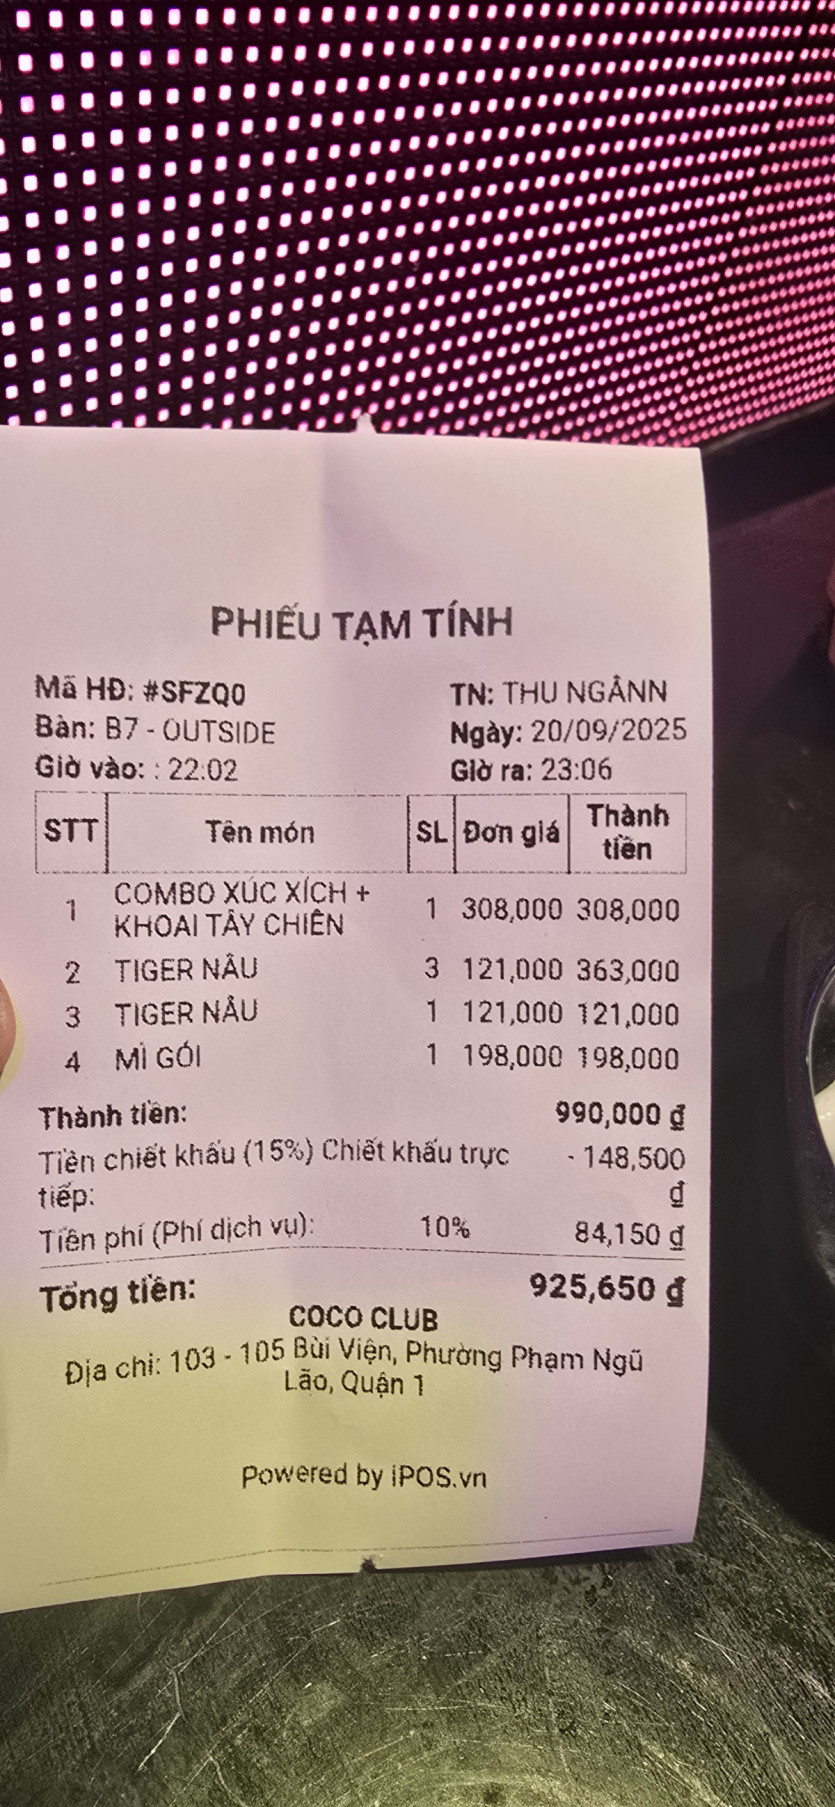 PHIẾU TẠM TÍNH
Mã HĐ: #SFZQ0 TN: THU NGÂNN
Bàn: B7 - OUTSIDE Ngày: 20/09/2025
Giờ vào: : 22:02 Giờ ra: 23:06
STT Tên món SL Đơn giá Thành tiền
1 COMBO XÚC XÍCH + 1 308,000 308,000
KHOAI TÂY CHIÊN
2 TIGER NÂU 3 121,000 363,000
3 TIGER NÂU 1 121,000 121,000
4 MÌ GÓI 1 198,000 198,000
Thành tiền: 990,000 ₫
Tiền chiết khấu (15%) Chiết khấu trực - 148,500
tiếp: ₫
Tiền phí (Phí dịch vụ): 10% 84,150 ₫
Tổng tiền: 925,650 ₫
COCO CLUB
Địa chỉ: 103 - 105 Bùi Viện, Phường Phạm Ngũ
Lão, Quận 1
Powered by iPOS.vn